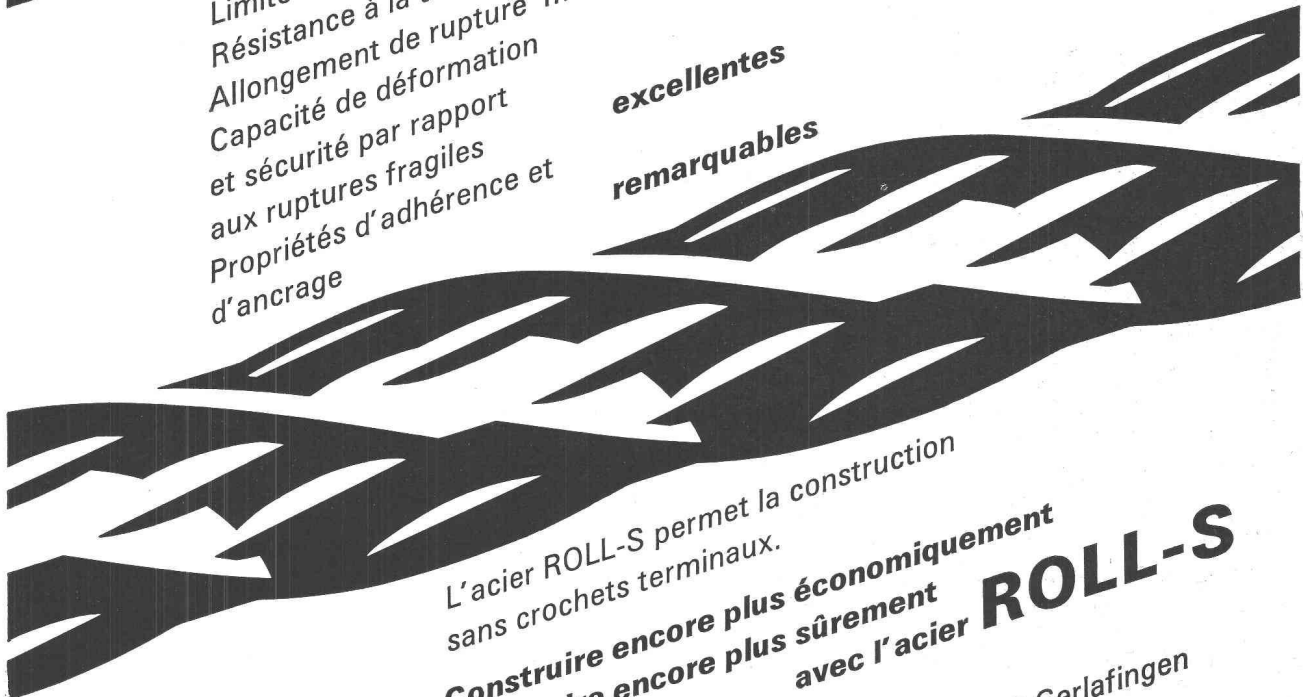 Résistance à la
Allongement de rupture
Capacité de déformation
et sécurité par rapport
aux ruptures fragiles
excellentes
Propriétés d'adhérence et
d'ancrage
remarquables
L'acier ROLL-S permet la construction
sans crochets terminaux.
Construire encore plus économiquement
encore plus sûrement
avec l'acier ROLL-S
Gerlafingen